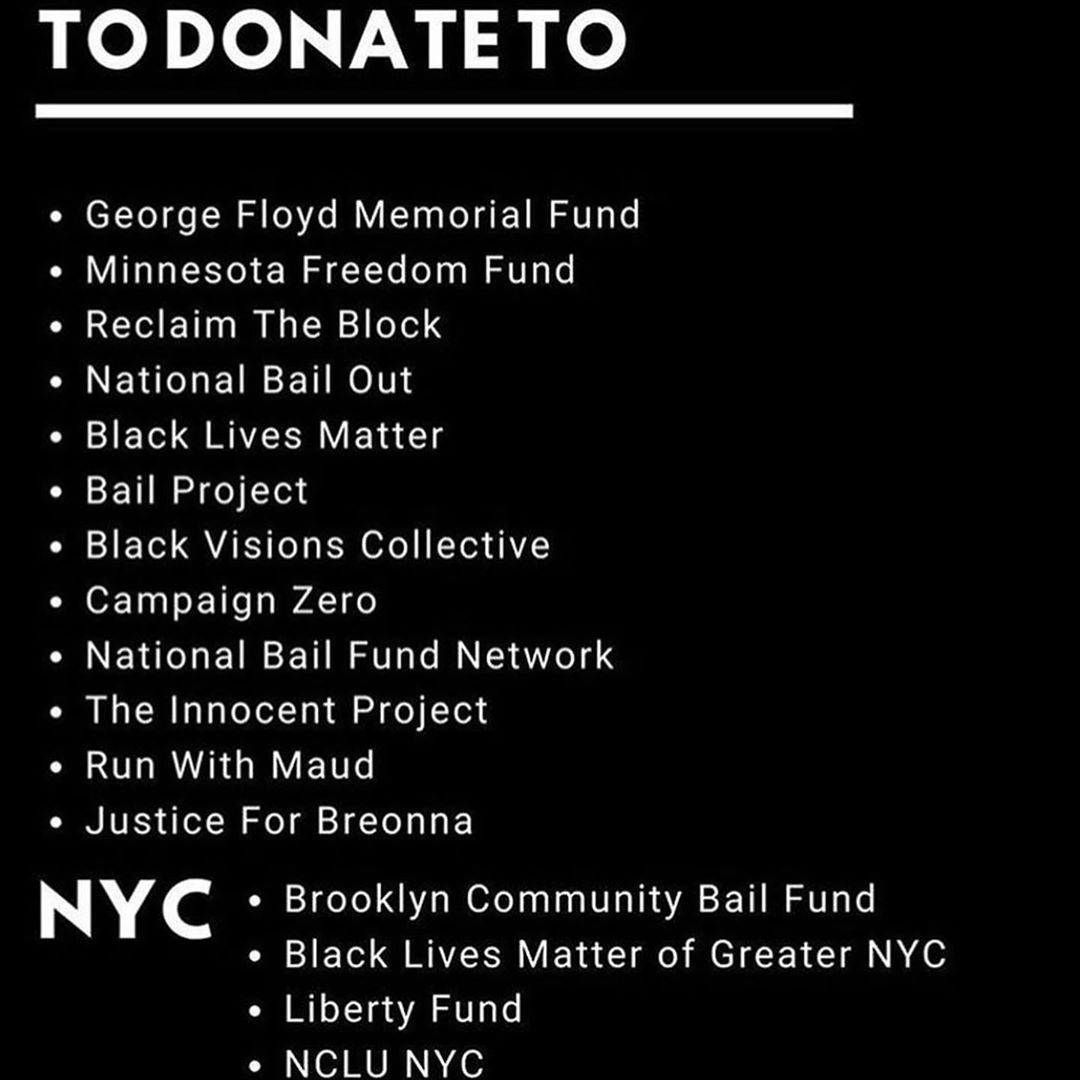 TO DONATE TO
• George Floyd Memorial Fund
• Minnesota Freedom Fund
• Reclaim The Block
• National Bail Out
• Black Lives Matter
• Bail Project
• Black Visions Collective
• Campaign Zero
• National Bail Fund Network
• The Innocent Project
• Run With Maud
• Justice For Breonna
NYC
• Brooklyn Community Bail Fund
• Black Lives Matter of Greater NYC
• Liberty Fund
• NCLU NYC